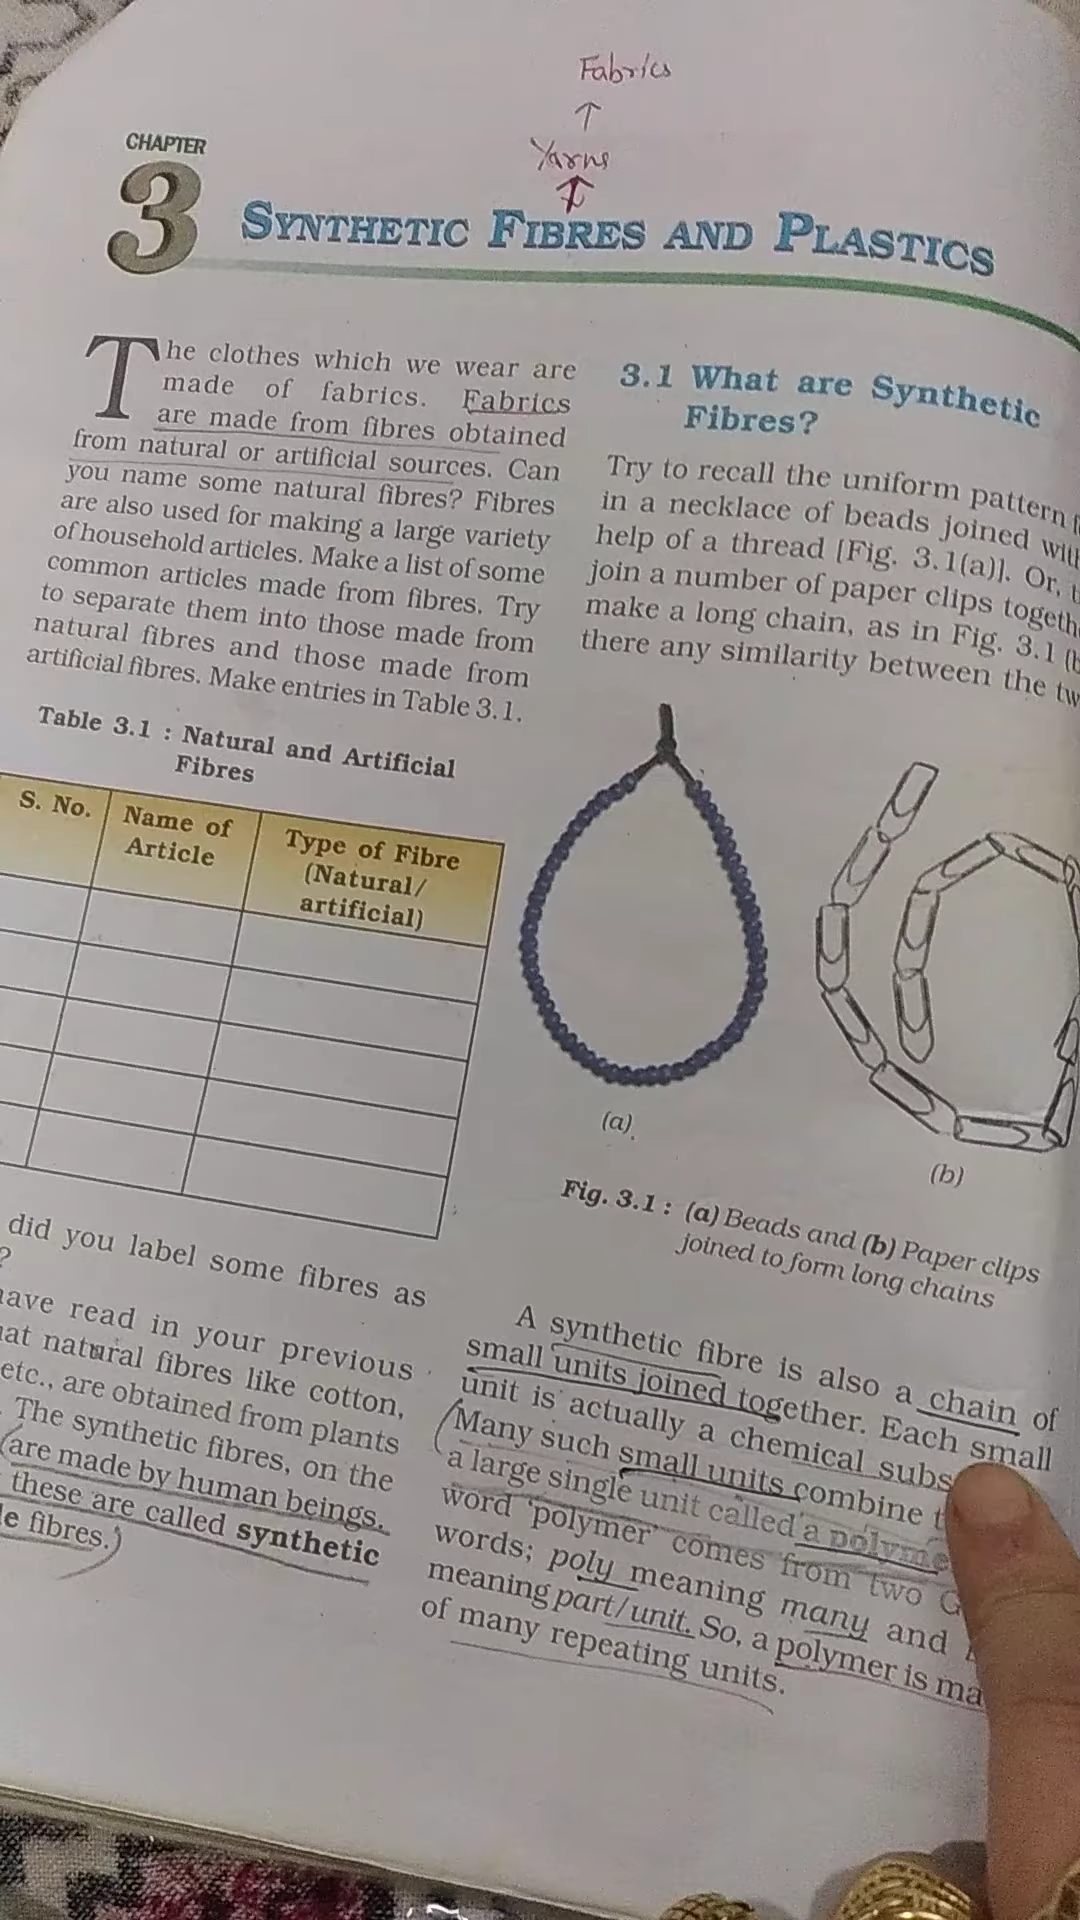 Fabrics
↑
Yarns
↑
CHAPTER
3
SYNTHETIC FIBRES AND PLASTICS
The clothes which we wear are
made of fabrics. Fabrics
are made from fibres obtained
from natural or artificial sources. Can
you name some natural fibres? Fibres
are also used for making a large variety
of household articles. Make a list of some
common articles made from fibres. Try
to separate them into those made from
natural fibres and those made from
artificial fibres. Make entries in Table 3.1.
Table 3.1 : Natural and Artificial
Fibres
S. No.
Name of
Article
Type of Fibre
(Natural/
artificial)
did you label some fibres as
?
have read in your previous
natural fibres like cotton,
etc., are obtained from plants
The synthetic fibres, on the
(are made by human beings.
these are called synthetic
fibres.)
3.1 What are Synthetic
Fibres?
Try to recall the uniform pattern
in a necklace of beads joined
help of a thread [Fig. 3.1(a)]. Or,
join a number of paper clips
make a long chain, as in Fig. 3.1
there any similarity between the
(a)
(b)
Fig. 3.1 : (a) Beads and (b) Paper clips
joined to form long chains
A synthetic fibre is also a chain of
small units joined together. Each small
unit is actually a chemical
(Many such small units combine
a large single unit called a
word 'polymer' comes from two
words; poly meaning many and
meaning part/unit. So, a polymer is
of many repeating units.